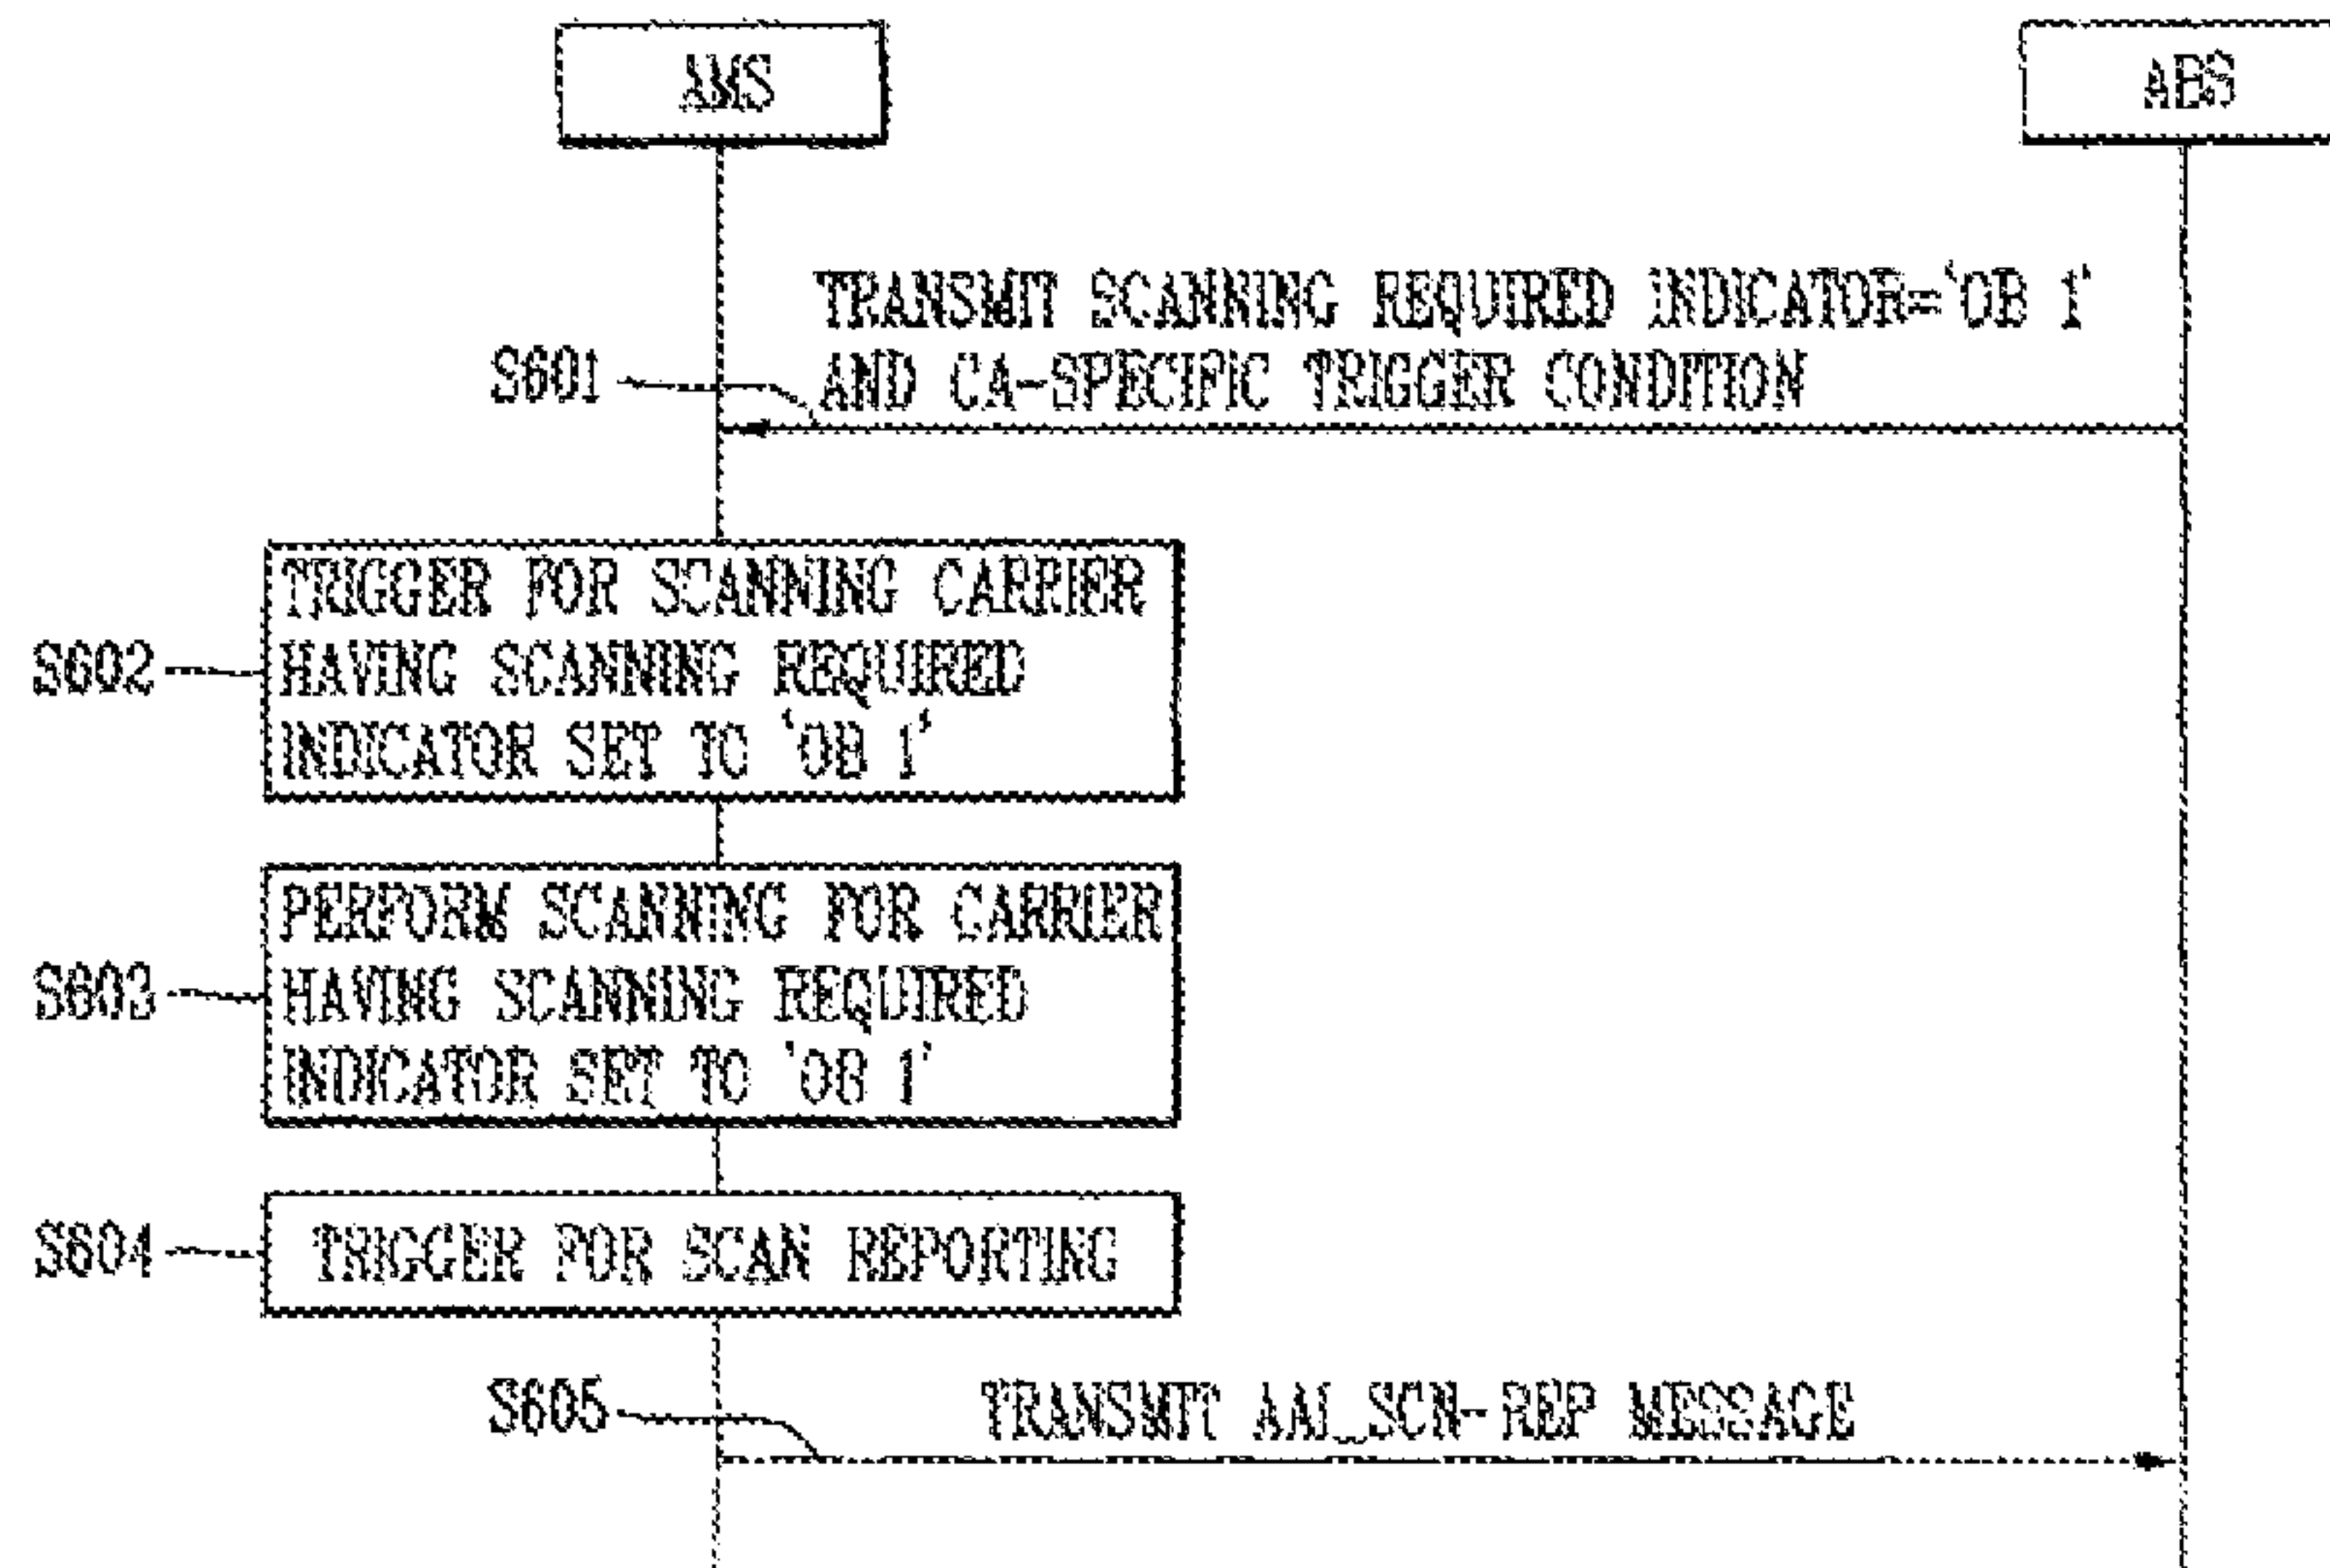 AMS
ABS
TRANSMIT SCANNING REQUIRED INDICATOR='0B 1'
S601
AND CA-SPECIFIC TRIGGER CONDITION
TRIGGER FOR SCANNING CARRIER
S602
HAVING SCANNING REQUIRED
INDICATOR SET TO '0B 1'
PERFORM SCANNING FOR CARRIER
S603
HAVING SCANNING REQUIRED
INDICATOR SET TO '0B 1'
S604
TRIGGER FOR SCAN REPORTING
S605
TRANSMIT AAI_SCN-REP MESSAGE